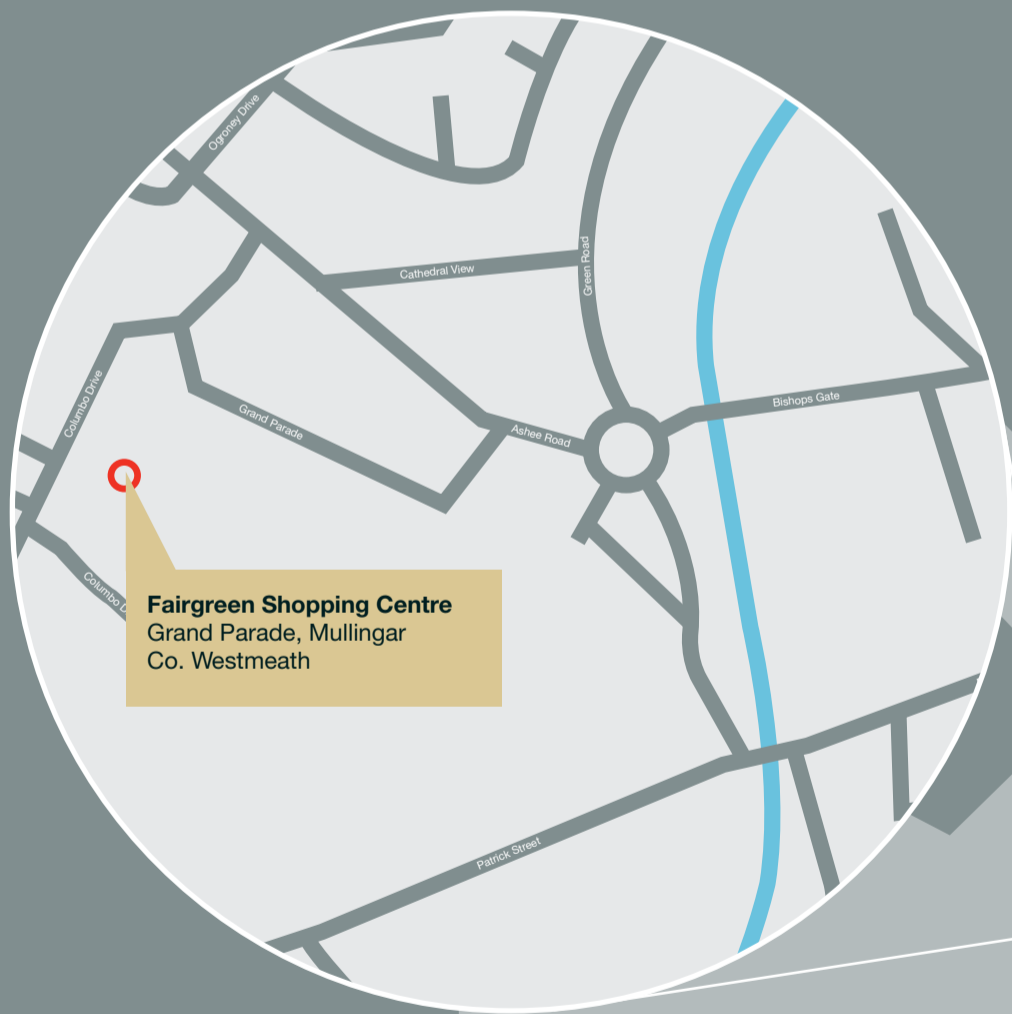 Ogroney Drive
Cathedral View
Green Road
Columbo Drive
Grand Parade
Ashee Road
Bishops Gate
Columbo D
Fairgreen Shopping Centre
Grand Parade, Mullingar
Co. Westmeath
Patrick Street